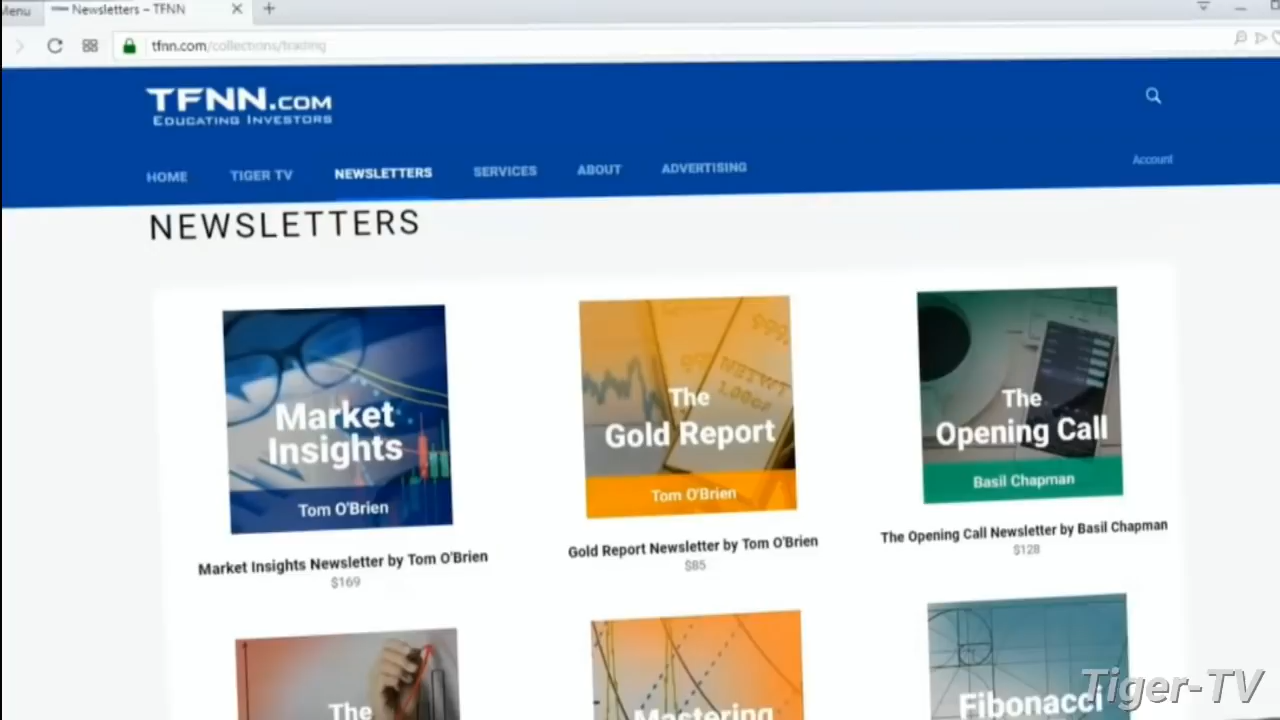 Menu
Newsletters – TFNN
tfnn.com/collections/trading
TFNN.COM
EDUCATING INVESTORS
HOME TIGER TV NEWSLETTERS SERVICES ABOUT ADVERTISING Account
NEWSLETTERS
Market
Insights
Tom O'Brien
Market Insights Newsletter by Tom O'Brien
$169
The
Gold Report
Tom O'Brien
Gold Report Newsletter by Tom O'Brien
$85
The
Opening Call
Basil Chapman
The Opening Call Newsletter by Basil Chapman
$128
The
Mastering
Fibonacci
Tiger-TV